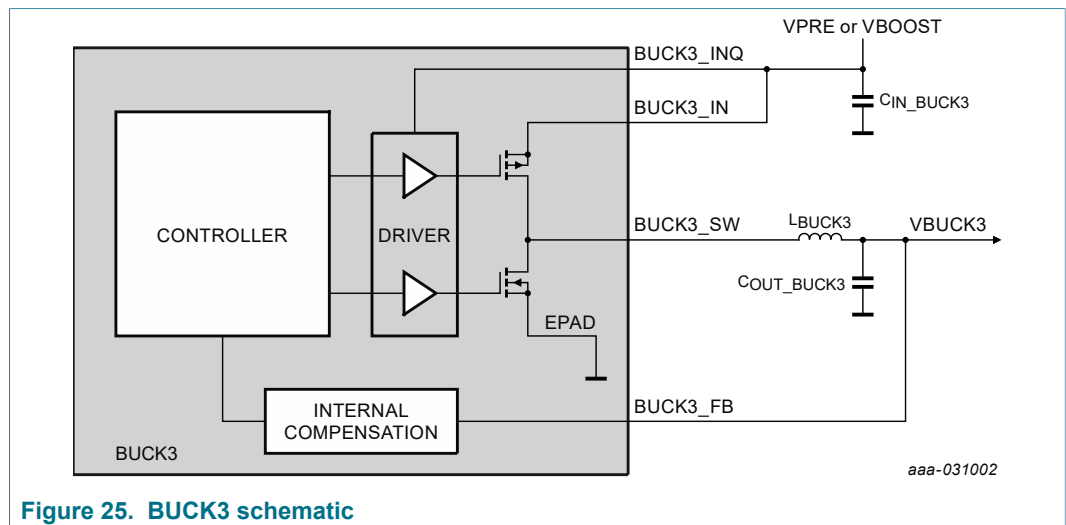 VPRE or VBOOST
BUCK3_INQ
CIN_BUCK3
BUCK3_IN
CONTROLLER
DRIVER
BUCK3_SW
LBUCK3
VBUCK3
COUT_BUCK3
EPAD
BUCK3_FB
INTERNAL
COMPENSATION
BUCK3
aaa-031002
Figure 25. BUCK3 schematic